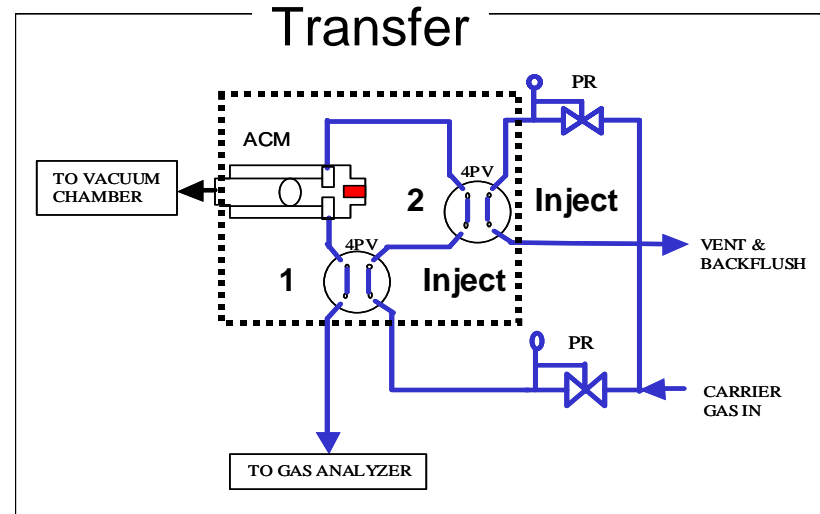 Transfer
PR
ACM
TO VACUUM
CHAMBER
4PV
2
Inject
4PV
1
Inject
VENT &
BACKFLUSH
PR
CARRIER
GAS IN
TO GAS ANALYZER